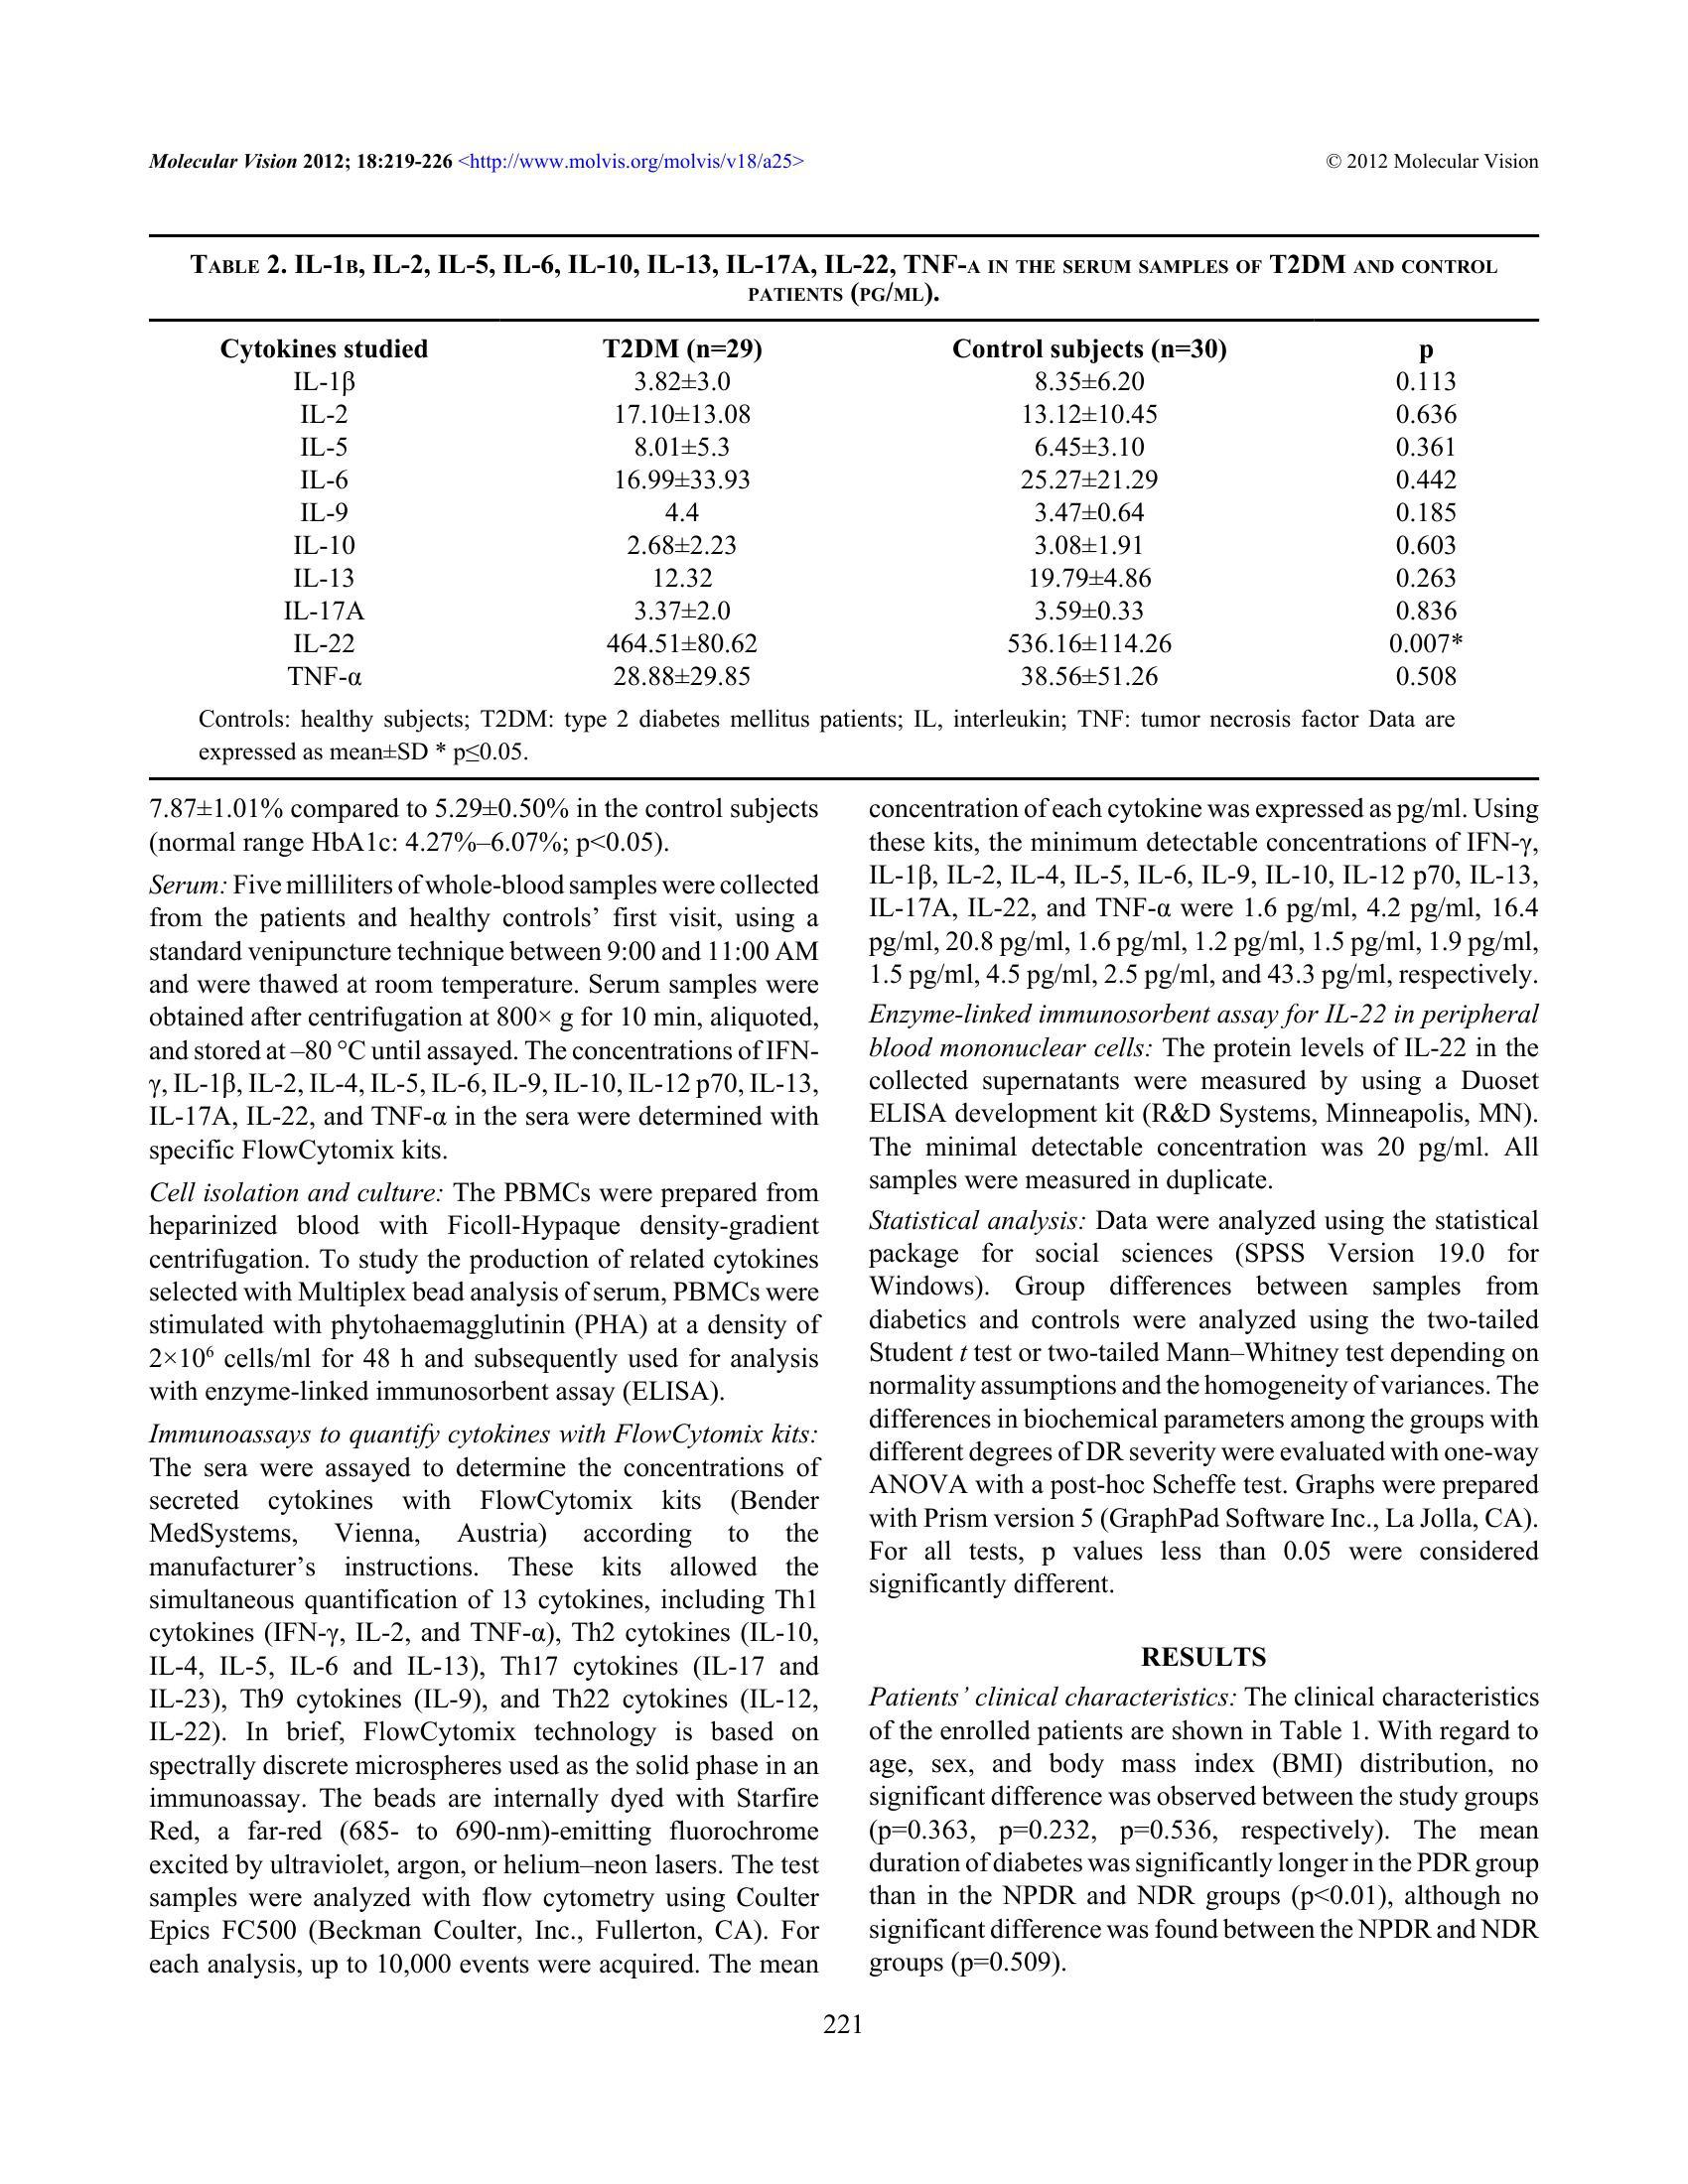 Molecular Vision 2012; 18:219-226 <http://www.molvis.org/molvis/v18/a25>
© 2012 Molecular Vision
Table 2. IL-1b, IL-2, IL-5, IL-6, IL-10, IL-13, IL-17A, IL-22, TNF-a in the serum samples of T2DM and control
patients (pg/ml).
Cytokines studied T2DM (n=29) Control subjects (n=30) p
IL-1β 3.82±3.0 8.35±6.20 0.113
IL-2 17.10±13.08 13.12±10.45 0.636
IL-5 8.01±5.3 6.45±3.10 0.361
IL-6 16.99±33.93 25.27±21.29 0.442
IL-9 4.4 3.47±0.64 0.185
IL-10 2.68±2.23 3.08±1.91 0.603
IL-13 12.32 19.79±4.86 0.263
IL-17A 3.37±2.0 3.59±0.33 0.836
IL-22 464.51±80.62 536.16±114.26 0.007*
TNF-α 28.88±29.85 38.56±51.26 0.508
Controls: healthy subjects; T2DM: type 2 diabetes mellitus patients; IL, interleukin; TNF: tumor necrosis factor Data are
expressed as mean±SD * p≤0.05.
7.87±1.01% compared to 5.29±0.50% in the control subjects
(normal range HbA1c: 4.27%–6.07%; p<0.05).
Serum: Five milliliters of whole-blood samples were collected
from the patients and healthy controls’ first visit, using a
standard venipuncture technique between 9:00 and 11:00 AM
and were thawed at room temperature. Serum samples were
obtained after centrifugation at 800× g for 10 min, aliquoted,
and stored at –80 °C until assayed. The concentrations of IFN-
γ, IL-1β, IL-2, IL-4, IL-5, IL-6, IL-9, IL-10, IL-12 p70, IL-13,
IL-17A, IL-22, and TNF-α in the sera were determined with
specific FlowCytomix kits.
Cell isolation and culture: The PBMCs were prepared from
heparinized blood with Ficoll-Hypaque density-gradient
centrifugation. To study the production of related cytokines
selected with Multiplex bead analysis of serum, PBMCs were
stimulated with phytohaemagglutinin (PHA) at a density of
2×10⁶ cells/ml for 48 h and subsequently used for analysis
with enzyme-linked immunosorbent assay (ELISA).
Immunoassays to quantify cytokines with FlowCytomix kits:
The sera were assayed to determine the concentrations of
secreted cytokines with FlowCytomix kits (Bender
MedSystems, Vienna, Austria) according to the
manufacturer’s instructions. These kits allowed the
simultaneous quantification of 13 cytokines, including Th1
cytokines (IFN-γ, IL-2, and TNF-α), Th2 cytokines (IL-10,
IL-4, IL-5, IL-6 and IL-13), Th17 cytokines (IL-17 and
IL-23), Th9 cytokines (IL-9), and Th22 cytokines (IL-12,
IL-22). In brief, FlowCytomix technology is based on
spectrally discrete microspheres used as the solid phase in an
immunoassay. The beads are internally dyed with Starfire
Red, a far-red (685- to 690-nm)-emitting fluorochrome
excited by ultraviolet, argon, or helium–neon lasers. The test
samples were analyzed with flow cytometry using Coulter
Epics FC500 (Beckman Coulter, Inc., Fullerton, CA). For
each analysis, up to 10,000 events were acquired. The mean
concentration of each cytokine was expressed as pg/ml. Using
these kits, the minimum detectable concentrations of IFN-γ,
IL-1β, IL-2, IL-4, IL-5, IL-6, IL-9, IL-10, IL-12 p70, IL-13,
IL-17A, IL-22, and TNF-α were 1.6 pg/ml, 4.2 pg/ml, 16.4
pg/ml, 20.8 pg/ml, 1.6 pg/ml, 1.2 pg/ml, 1.5 pg/ml, 1.9 pg/ml,
1.5 pg/ml, 4.5 pg/ml, 2.5 pg/ml, and 43.3 pg/ml, respectively.
Enzyme-linked immunosorbent assay for IL-22 in peripheral
blood mononuclear cells: The protein levels of IL-22 in the
collected supernatants were measured by using a Duoset
ELISA development kit (R&D Systems, Minneapolis, MN).
The minimal detectable concentration was 20 pg/ml. All
samples were measured in duplicate.
Statistical analysis: Data were analyzed using the statistical
package for social sciences (SPSS Version 19.0 for
Windows). Group differences between samples from
diabetics and controls were analyzed using the two-tailed
Student t test or two-tailed Mann–Whitney test depending on
normality assumptions and the homogeneity of variances. The
differences in biochemical parameters among the groups with
different degrees of DR severity were evaluated with one-way
ANOVA with a post-hoc Scheffe test. Graphs were prepared
with Prism version 5 (GraphPad Software Inc., La Jolla, CA).
For all tests, p values less than 0.05 were considered
significantly different.
RESULTS
Patients’ clinical characteristics: The clinical characteristics
of the enrolled patients are shown in Table 1. With regard to
age, sex, and body mass index (BMI) distribution, no
significant difference was observed between the study groups
(p=0.363, p=0.232, p=0.536, respectively). The mean
duration of diabetes was significantly longer in the PDR group
than in the NPDR and NDR groups (p<0.01), although no
significant difference was found between the NPDR and NDR
groups (p=0.509).
221